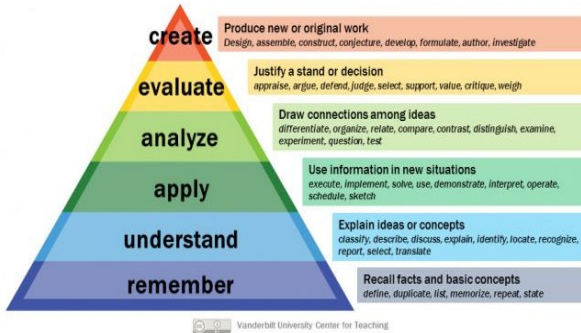 create
Produce new or original work
Design, assemble, construct, conjecture, develop, formulate, author, investigate
evaluate
Justify a stand or decision
appraise, argue, defend, judge, select, support, value, critique, weigh
analyze
Draw connections among ideas
differentiate, organize, relate, compare, contrast, distinguish, examine,
experiment, question, test
apply
Use information in new situations
execute, implement, solve, use, demonstrate, interpret, operate,
schedule, sketch
understand
Explain ideas or concepts
classify, describe, discuss, explain, identify, locate, recognize,
report, select, translate
remember
Recall facts and basic concepts
define, duplicate, list, memorize, repeat, state
Vanderbilt University Center for Teaching